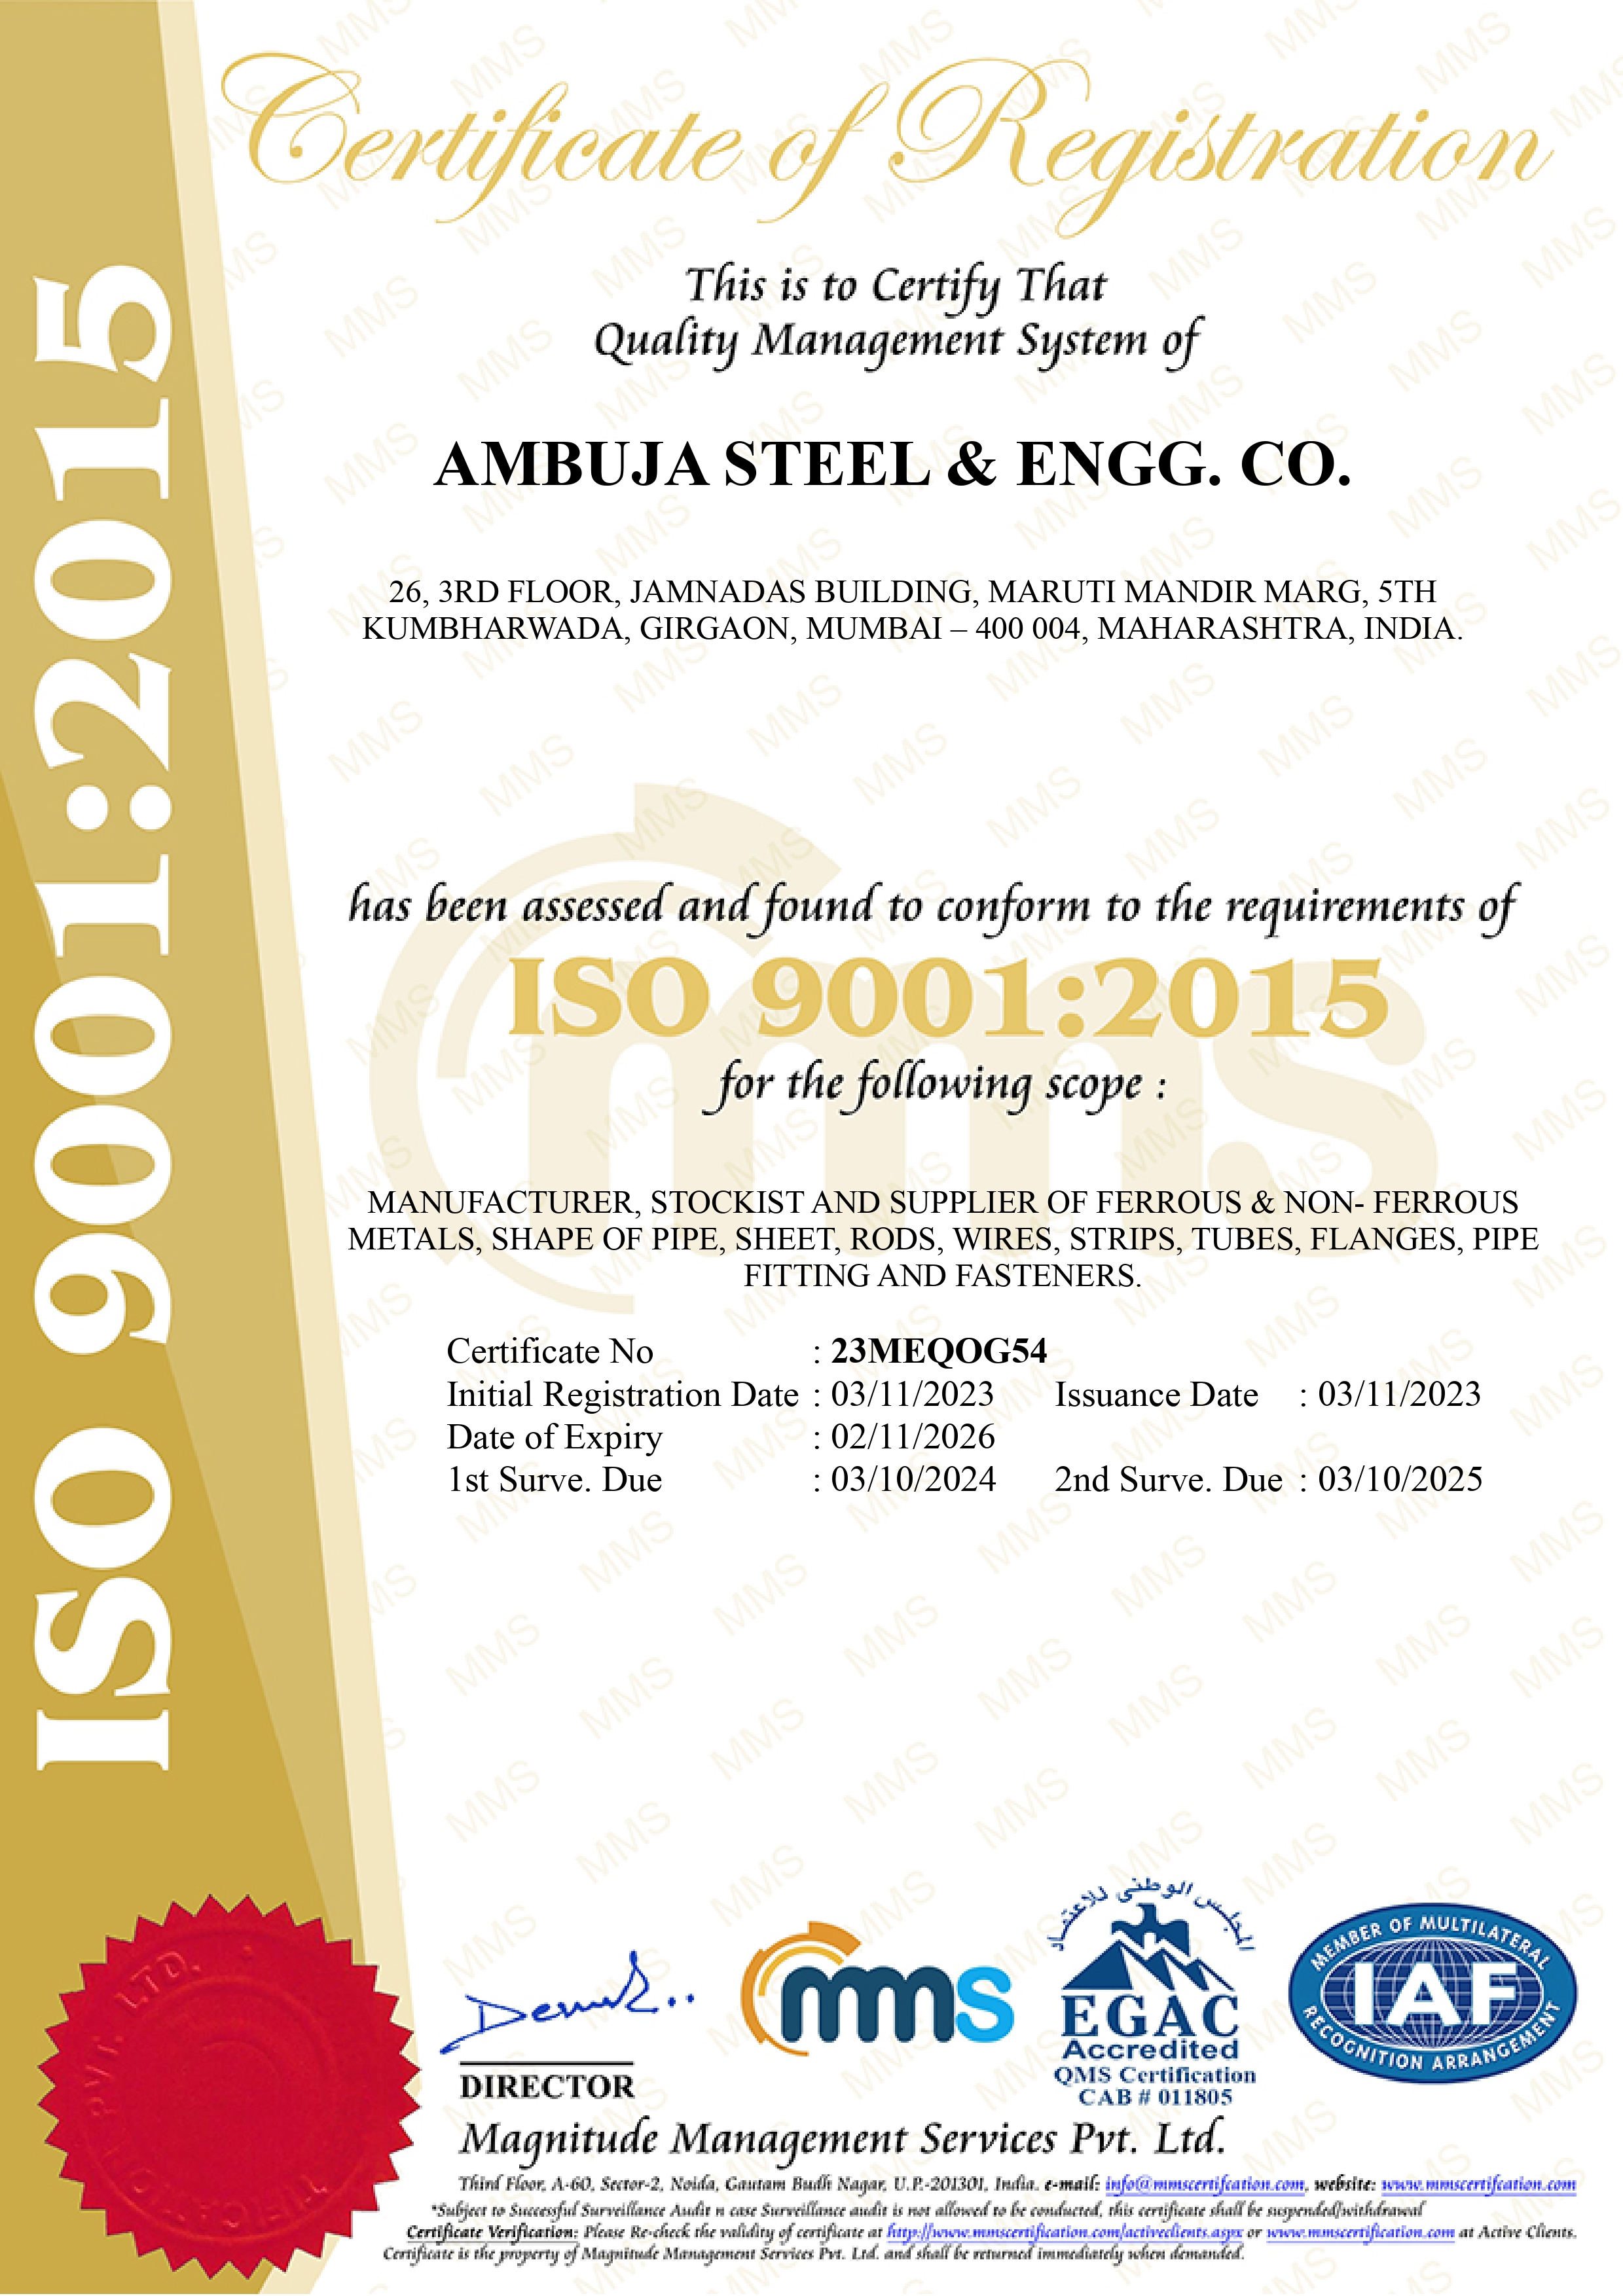 Certificate of Registration
This is to Certify That
Quality Management System of
AMBUJA STEEL & ENGG. CO.
26, 3RD FLOOR, JAMNADAS BUILDING, MARUTI MANDIR MARG, 5TH
KUMBHARWADA, GIRGAON, MUMBAI – 400 004, MAHARASHTRA, INDIA.
has been assessed and found to conform to the requirements of
ISO 9001:2015
for the following scope :
MANUFACTURER, STOCKIST AND SUPPLIER OF FERROUS & NON- FERROUS
METALS, SHAPE OF PIPE, SHEET, RODS, WIRES, STRIPS, TUBES, FLANGES, PIPE
FITTING AND FASTENERS.
Certificate No : 23MEQOG54
Initial Registration Date : 03/11/2023 Issuance Date : 03/11/2023
Date of Expiry : 02/11/2026
1st Surve. Due : 03/10/2024 2nd Surve. Due : 03/10/2025
ISO 9001:2015
DIRECTOR
mms
المجلس الوطنى للاعتماد
EGAC
Accredited
QMS Certification
CAB # 011805
MEMBER OF MULTILATERAL
IAF
RECOGNITION ARRANGEMENT
Magnitude Management Services Pvt. Ltd.
Third Floor, A-60, Sector-2, Noida, Gautam Budh Nagar, U.P.-201301, India. e-mail: info@mmscertifcation.com, website: www.mmscertifcation.com
*Subject to Successful Surveillance Audit n case Surveillance audit is not allowed to be conducted, this certificate shall be suspended/withdrawal
Certificate Verification: Please Re-check the validity of certificate at http://www.mmscertification.com/activeclients.aspx or www.mmscertification.com at Active Clients.
Certificate is the property of Magnitude Management Services Pvt. Ltd. and shall be returned immediately when demanded.